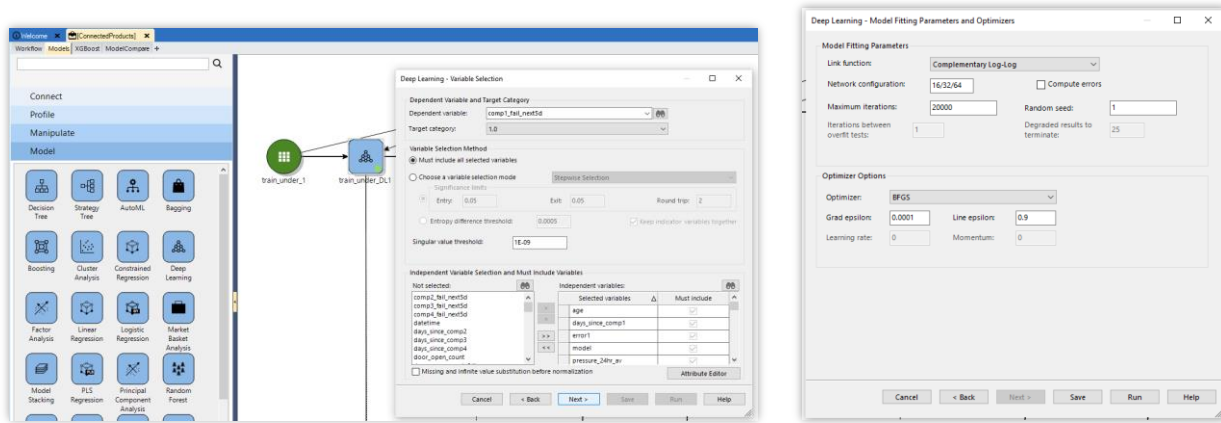 Welcome
[ConnectedProducts]
Workflow Models XGBoost ModelCompare +
Connect
Profile
Manipulate
Model
Decision Tree
Strategy Tree
AutoML
Bagging
Boosting
Cluster Analysis
Constrained Regression
Deep Learning
Factor Analysis
Linear Regression
Logistic Regression
Market Basket Analysis
Model Stacking
PLS Regression
Principal Component Analysis
Random Forest
train_under_1
train_under_DL1
Deep Learning - Variable Selection
Dependent Variable and Target Category
Dependent variable: comp1_fail_next5d
Target category: 1.0
Variable Selection Method
Must include all selected variables
Choose a variable selection mode Stepwise Selection
Significance limits
Entry: 0.05 Exit: 0.05 Round trip: 2
Entropy difference threshold: 0.0005 Keep indicator variables together
Singular value threshold: 1E-09
Independent Variable Selection and Must Include Variables
Not selected:
comp2_fail_next5d
comp3_fail_next5d
comp4_fail_next5d
datetime
days_since_comp2
days_since_comp3
days_since_comp4
door_open_count
Independent variables:
Selected variables Must include
age
days_since_comp1
error1
model
pressure_24hr_av
>>
<<
Missing and infinite value substitution before normalization
Attribute Editor
Cancel < Back Next > Save Run Help
Deep Learning - Model Fitting Parameters and Optimizers
Model Fitting Parameters
Link function: Complementary Log-Log
Network configuration: 16/32/64 Compute errors
Maximum iterations: 20000 Random seed: 1
Iterations between overfit tests: 1 Degraded results to terminate: 25
Optimizer Options
Optimizer: BFGS
Grad epsilon: 0.0001 Line epsilon: 0.9
Learning rate: 0 Momentum: 0
Cancel < Back Next > Save Run Help